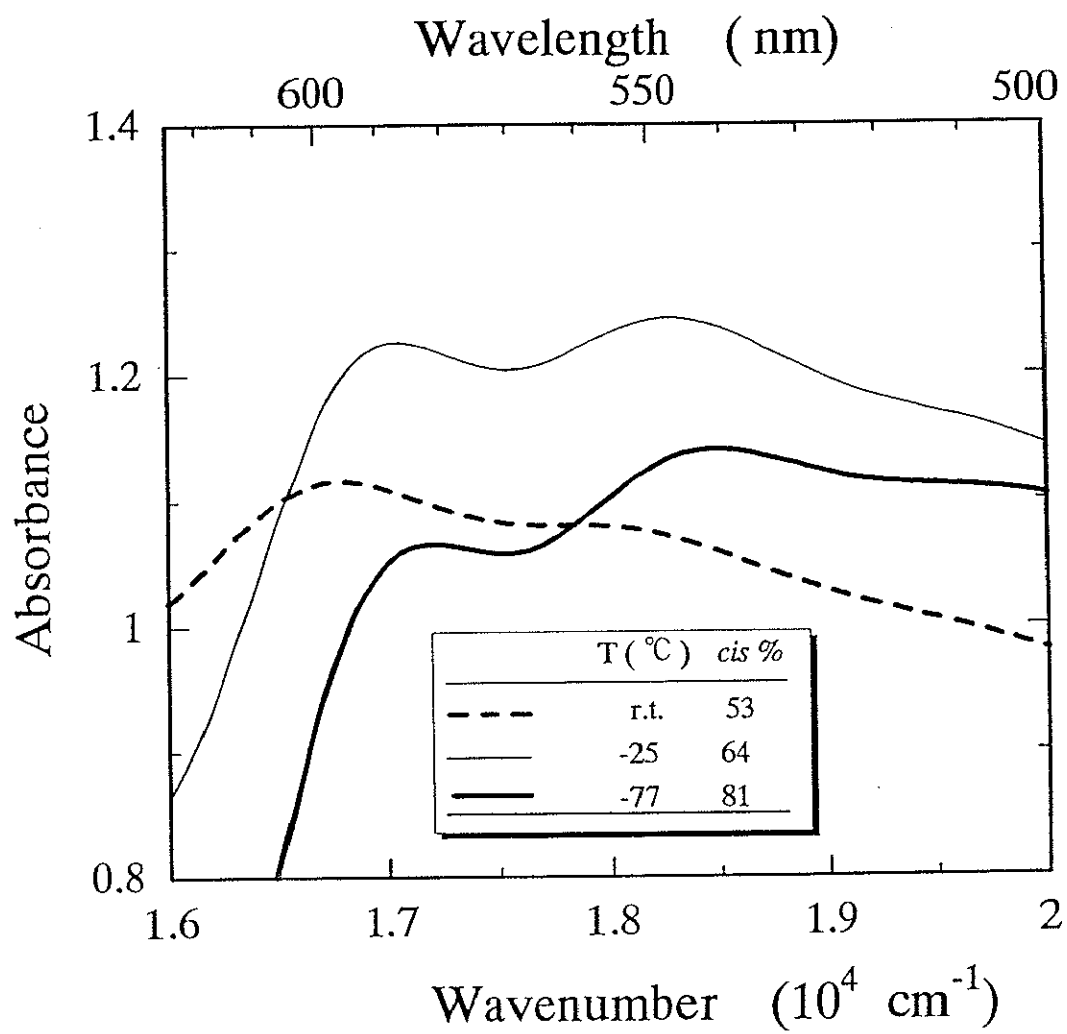 Wavelength (nm)
600 550 500
1.4
1.2
1
0.8
Absorbance
T(℃) cis %
r.t. 53
-25 64
-77 81
1.6 1.7 1.8 1.9 2
Wavenumber (10⁴ cm⁻¹)